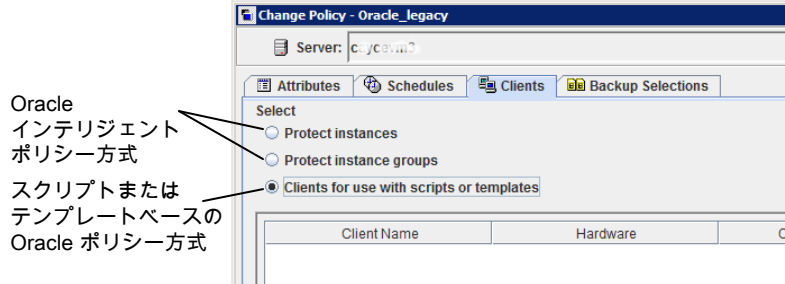 Change Policy - Oracle_legacy
Server:
Attributes Schedules Clients Backup Selections
Select
Protect instances
Protect instance groups
Clients for use with scripts or templates
Client Name Hardware
Oracle
インテリジェント
ポリシー方式
スクリプトまたは
テンプレートベースの
Oracle ポリシー方式